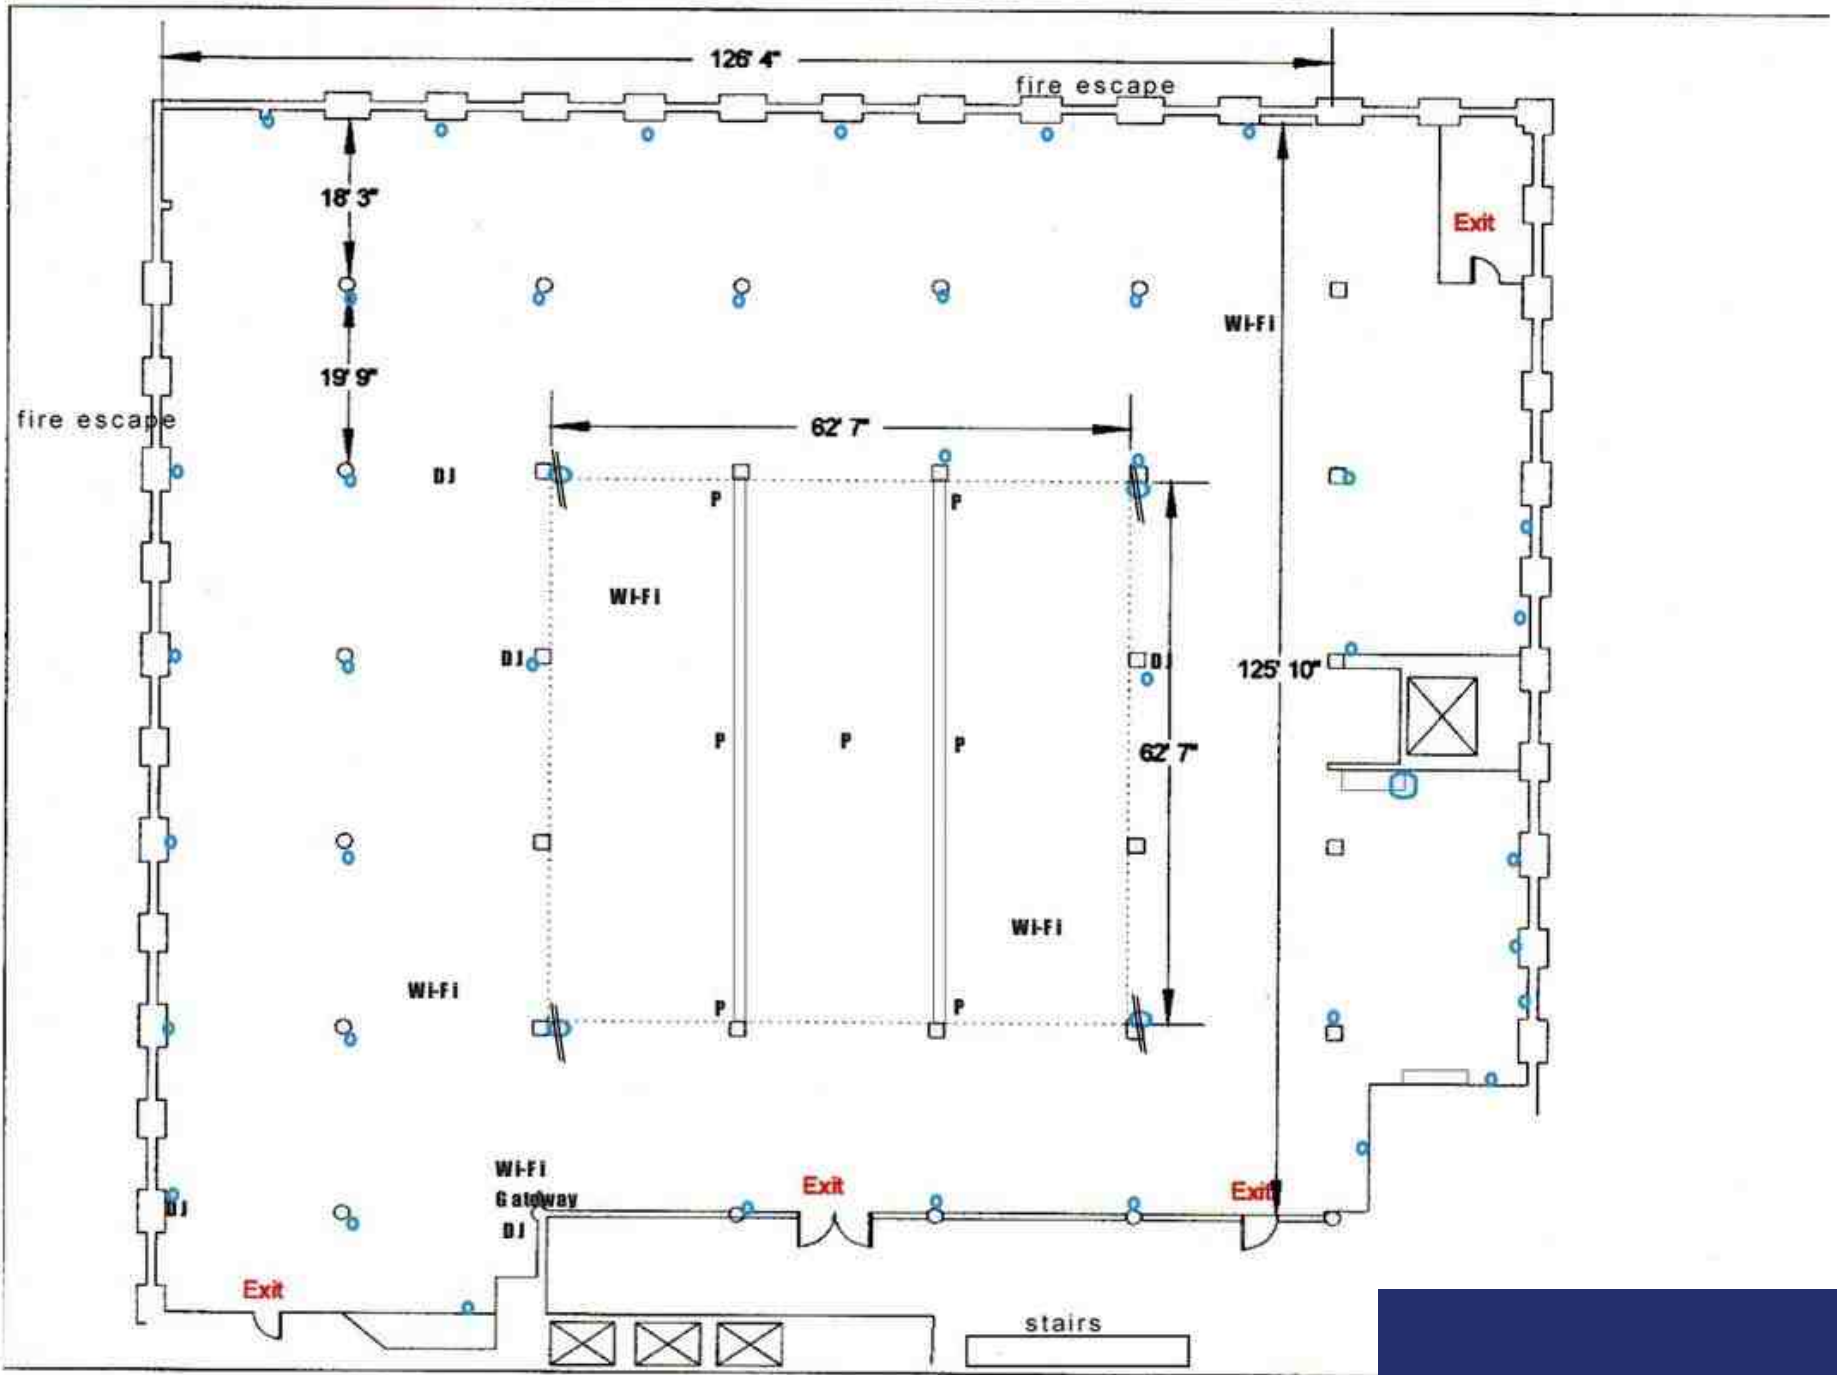 126' 4"
fire escape
18' 3"
Exit
Wi-Fi
19' 9"
fire escape
62' 7"
DJ
P
P
Wi-Fi
DJ
DJ
125' 10"
P
P
P
62' 7"
Wi-Fi
Wi-Fi
P
P
Wi-Fi
Gateway
Exit
Exit
DJ
DJ
Exit
stairs